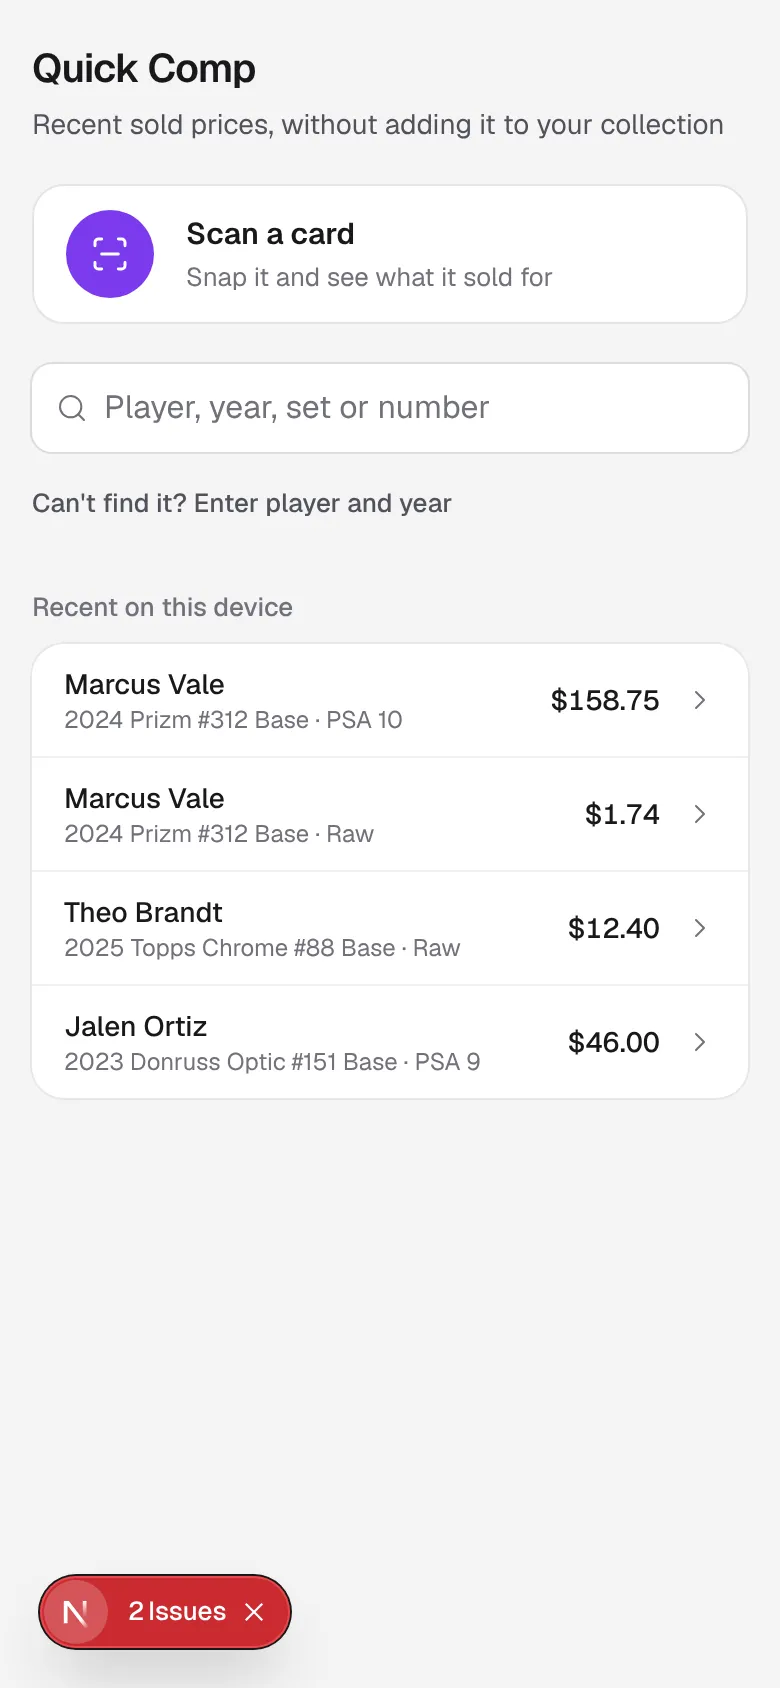 Quick Comp
Recent sold prices, without adding it to your collection
Scan a card
Snap it and see what it sold for
Player, year, set or number
Can't find it? Enter player and year
Recent on this device
Marcus Vale
2024 Prizm #312 Base · PSA 10
$158.75
Marcus Vale
2024 Prizm #312 Base · Raw
$1.74
Theo Brandt
2025 Topps Chrome #88 Base · Raw
$12.40
Jalen Ortiz
2023 Donruss Optic #151 Base · PSA 9
$46.00
N 2 Issues